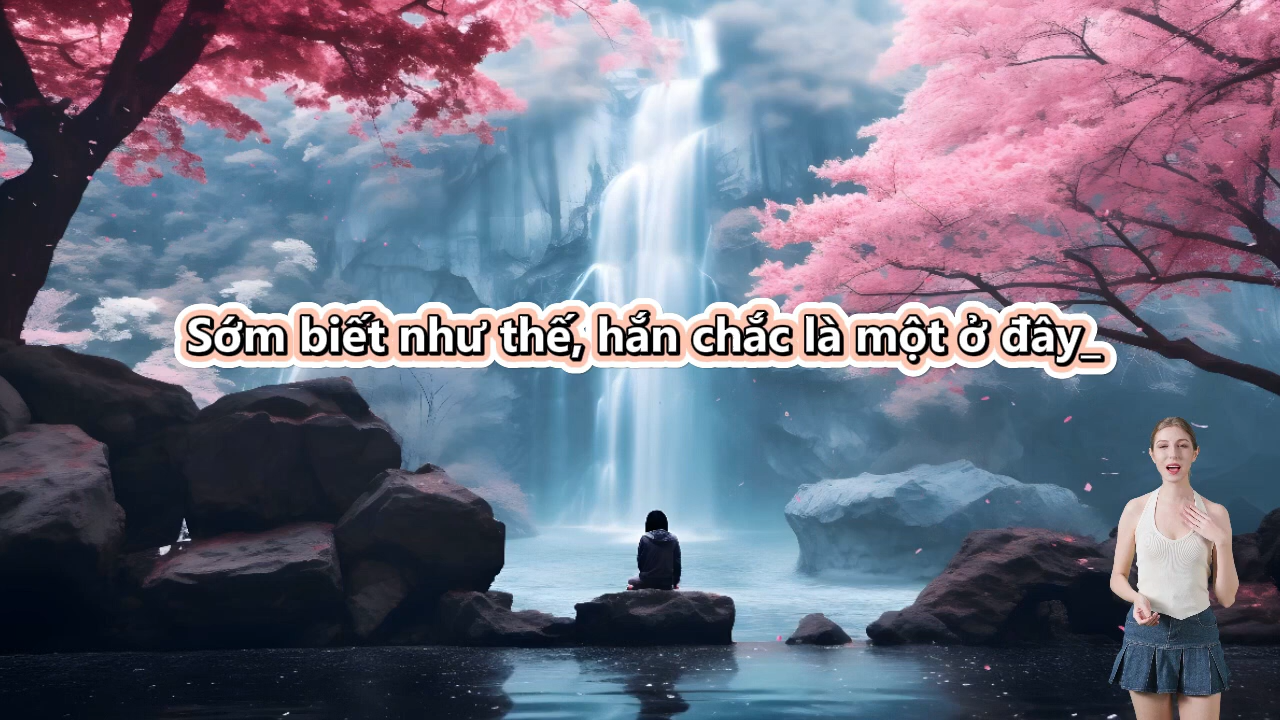 Sớm biết như thế, hắn chắc là một ở đây_